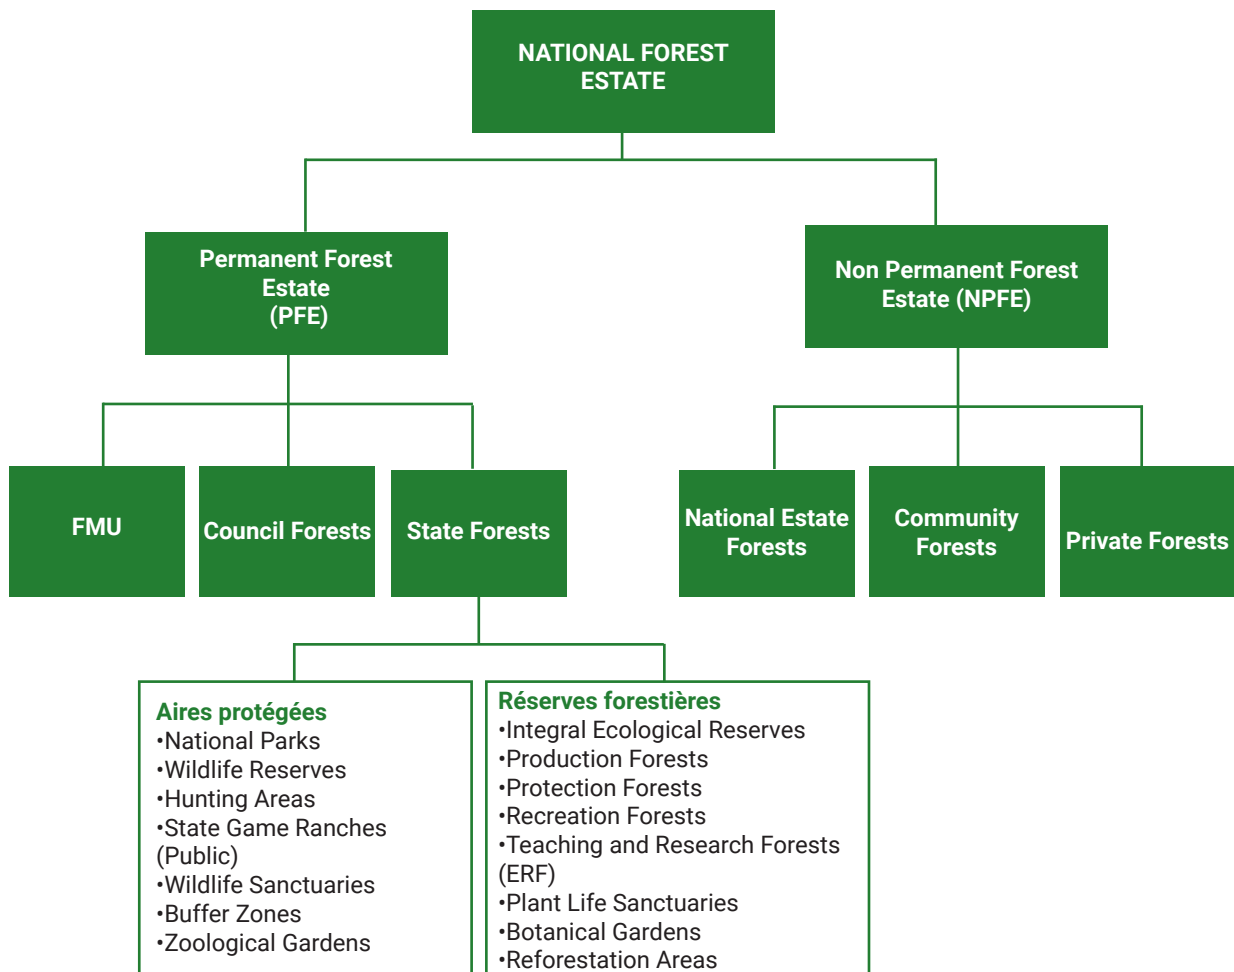 NATIONAL FOREST
ESTATE
Permanent Forest
Estate
(PFE)
Non Permanent Forest
Estate (NPFE)
FMU
Council Forests
State Forests
National Estate
Forests
Community
Forests
Private Forests
Aires protégées
•National Parks
•Wildlife Reserves
•Hunting Areas
•State Game Ranches
(Public)
•Wildlife Sanctuaries
•Buffer Zones
•Zoological Gardens
Réserves forestières
•Integral Ecological Reserves
•Production Forests
•Protection Forests
•Recreation Forests
•Teaching and Research Forests
(ERF)
•Plant Life Sanctuaries
•Botanical Gardens
•Reforestation Areas